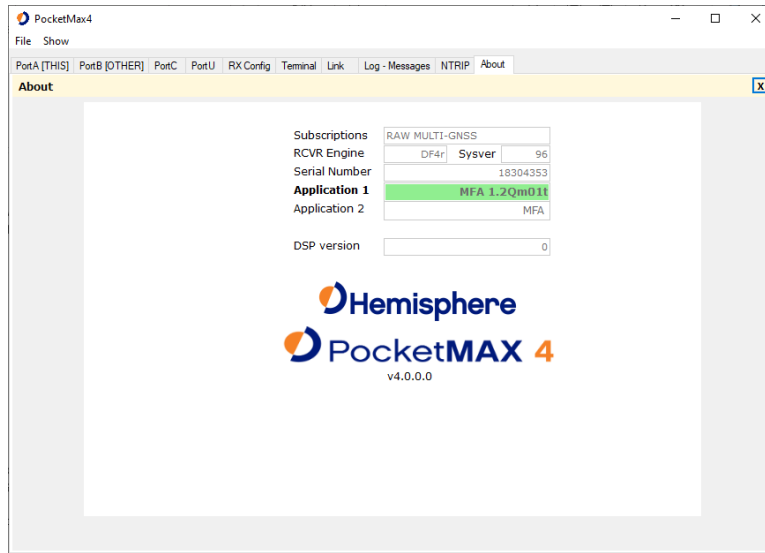 PocketMax4
File Show
PortA [THIS] PortB [OTHER] PortC PortU RX Config Terminal Link Log - Messages NTRIP About
About X
Subscriptions RAW MULTI-GNSS
RCVR Engine DF4r Sysver 96
Serial Number 18304353
Application 1 MFA 1.2Qm01t
Application 2 MFA
DSP version 0
Hemisphere
PocketMAX 4
v4.0.0.0